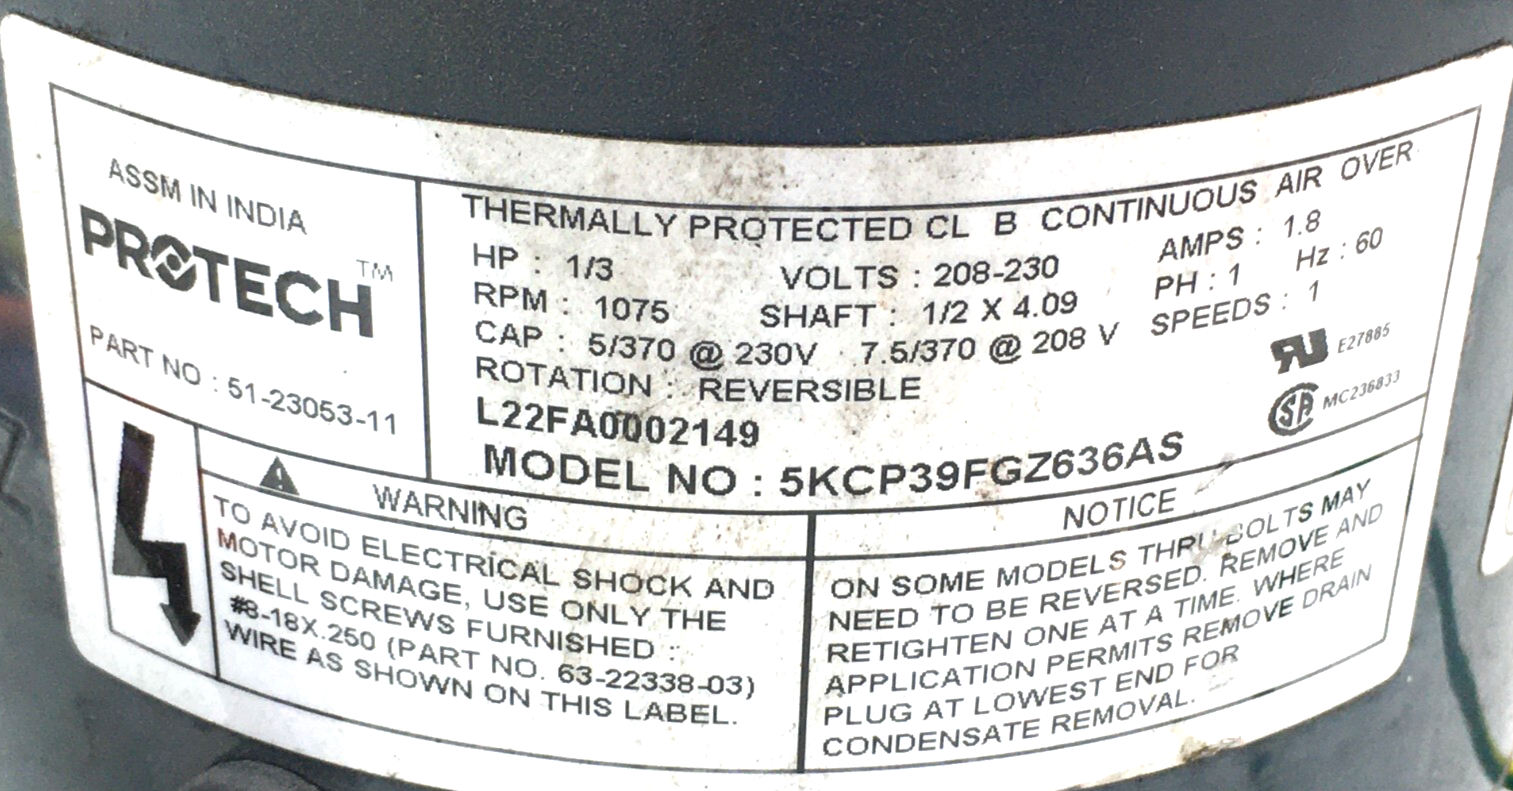 ASSM IN INDIA
PROTECH™
PART NO : 51-23053-11
THERMALLY PROTECTED CL B CONTINUOUS AIR OVER
HP : 1/3 VOLTS : 208-230 AMPS : 1.8
RPM : 1075 SHAFT : 1/2 X 4.09 PH : 1 Hz : 60
CAP : 5/370 @ 230V 7.5/370 @ 208 V SPEEDS : 1
ROTATION : REVERSIBLE
L22FA0002149
MODEL NO : 5KCP39FGZ636AS
RU E27885
SA MC236833
WARNING
TO AVOID ELECTRICAL SHOCK AND
MOTOR DAMAGE, USE ONLY THE
SHELL SCREWS FURNISHED :
#8-18X.250 (PART NO. 63-22338-03)
WIRE AS SHOWN ON THIS LABEL.
NOTICE
ON SOME MODELS THRU BOLTS MAY
NEED TO BE REVERSED. REMOVE AND
RETIGHTEN ONE AT A TIME. WHERE
APPLICATION PERMITS REMOVE DRAIN
PLUG AT LOWEST END FOR
CONDENSATE REMOVAL.